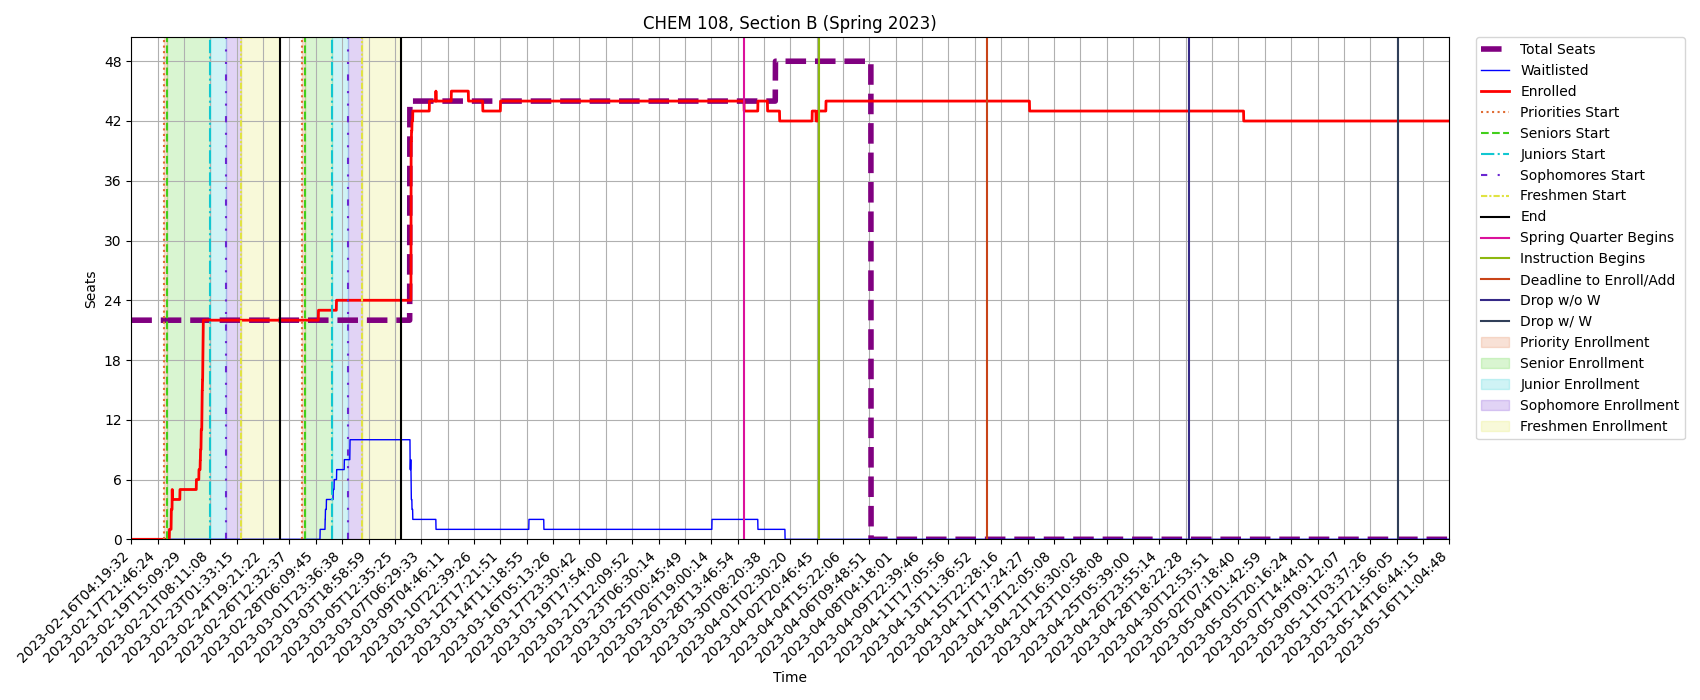 CHEM 108, Section B (Spring 2023)
Seats
48
42
36
30
24
18
12
6
0
2023-02-16T04:19:32
2023-02-17T21:46:24
2023-02-19T15:09:29
2023-02-21T08:11:08
2023-02-23T01:33:15
2023-02-24T19:21:22
2023-02-26T12:32:37
2023-02-28T06:09:45
2023-03-01T23:36:38
2023-03-03T18:58:59
2023-03-05T12:35:25
2023-03-07T06:29:33
2023-03-09T04:46:11
2023-03-10T22:39:26
2023-03-12T17:21:51
2023-03-14T11:18:55
2023-03-16T05:13:26
2023-03-17T23:30:42
2023-03-19T17:54:00
2023-03-21T12:09:52
2023-03-23T06:30:14
2023-03-25T00:45:49
2023-03-26T19:00:14
2023-03-28T13:46:54
2023-03-30T08:20:38
2023-04-01T02:30:20
2023-04-02T20:46:45
2023-04-04T15:22:06
2023-04-06T09:48:51
2023-04-08T04:18:01
2023-04-09T22:39:46
2023-04-11T17:05:56
2023-04-13T11:36:52
2023-04-15T22:28:16
2023-04-17T17:24:27
2023-04-19T12:05:08
2023-04-21T16:30:02
2023-04-23T10:58:08
2023-04-25T05:39:00
2023-04-26T23:55:14
2023-04-28T18:22:28
2023-04-30T12:53:51
2023-05-02T07:18:40
2023-05-04T01:42:59
2023-05-05T20:16:24
2023-05-07T14:44:01
2023-05-09T09:12:07
2023-05-11T03:37:26
2023-05-12T21:56:05
2023-05-14T16:44:15
2023-05-16T11:04:48
Time
Total Seats
Waitlisted
Enrolled
Priorities Start
Seniors Start
Juniors Start
Sophomores Start
Freshmen Start
End
Spring Quarter Begins
Instruction Begins
Deadline to Enroll/Add
Drop w/o W
Drop w/ W
Priority Enrollment
Senior Enrollment
Junior Enrollment
Sophomore Enrollment
Freshmen Enrollment